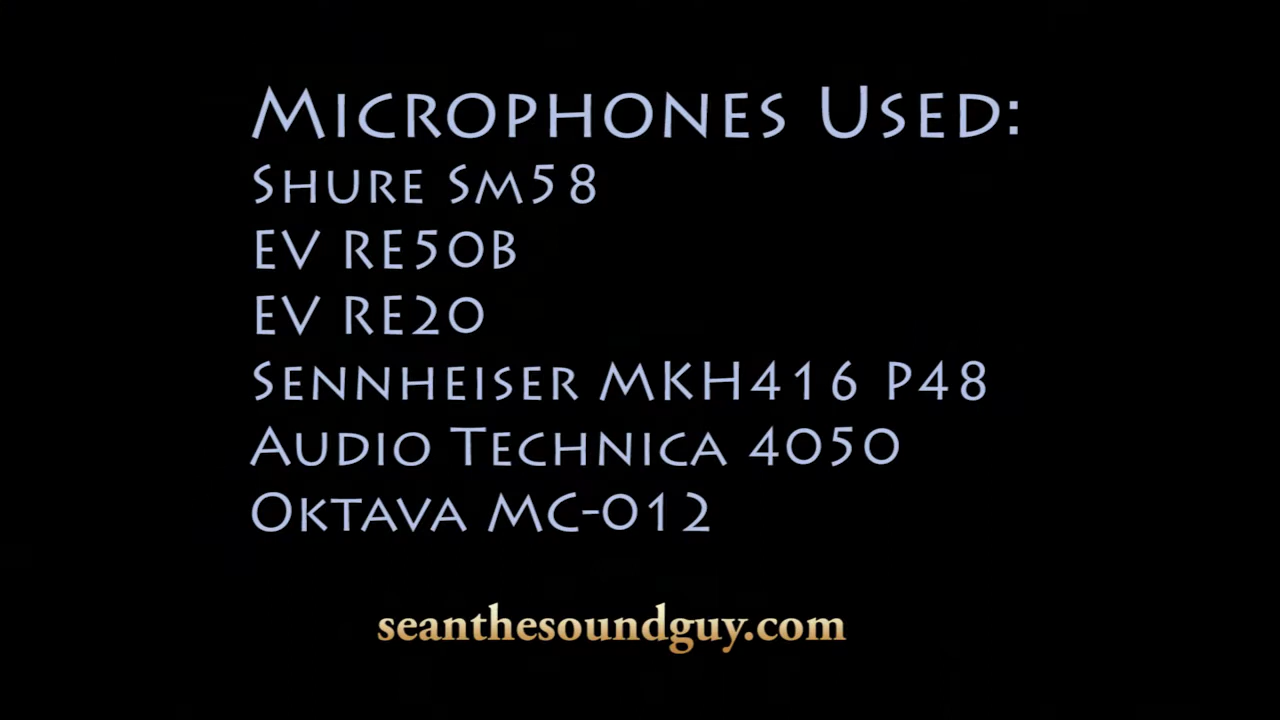 Microphones Used:
Shure Sm58
EV RE50B
EV RE20
Sennheiser MKH416 P48
Audio Technica 4050
Oktava MC-012
seanthesoundguy.com